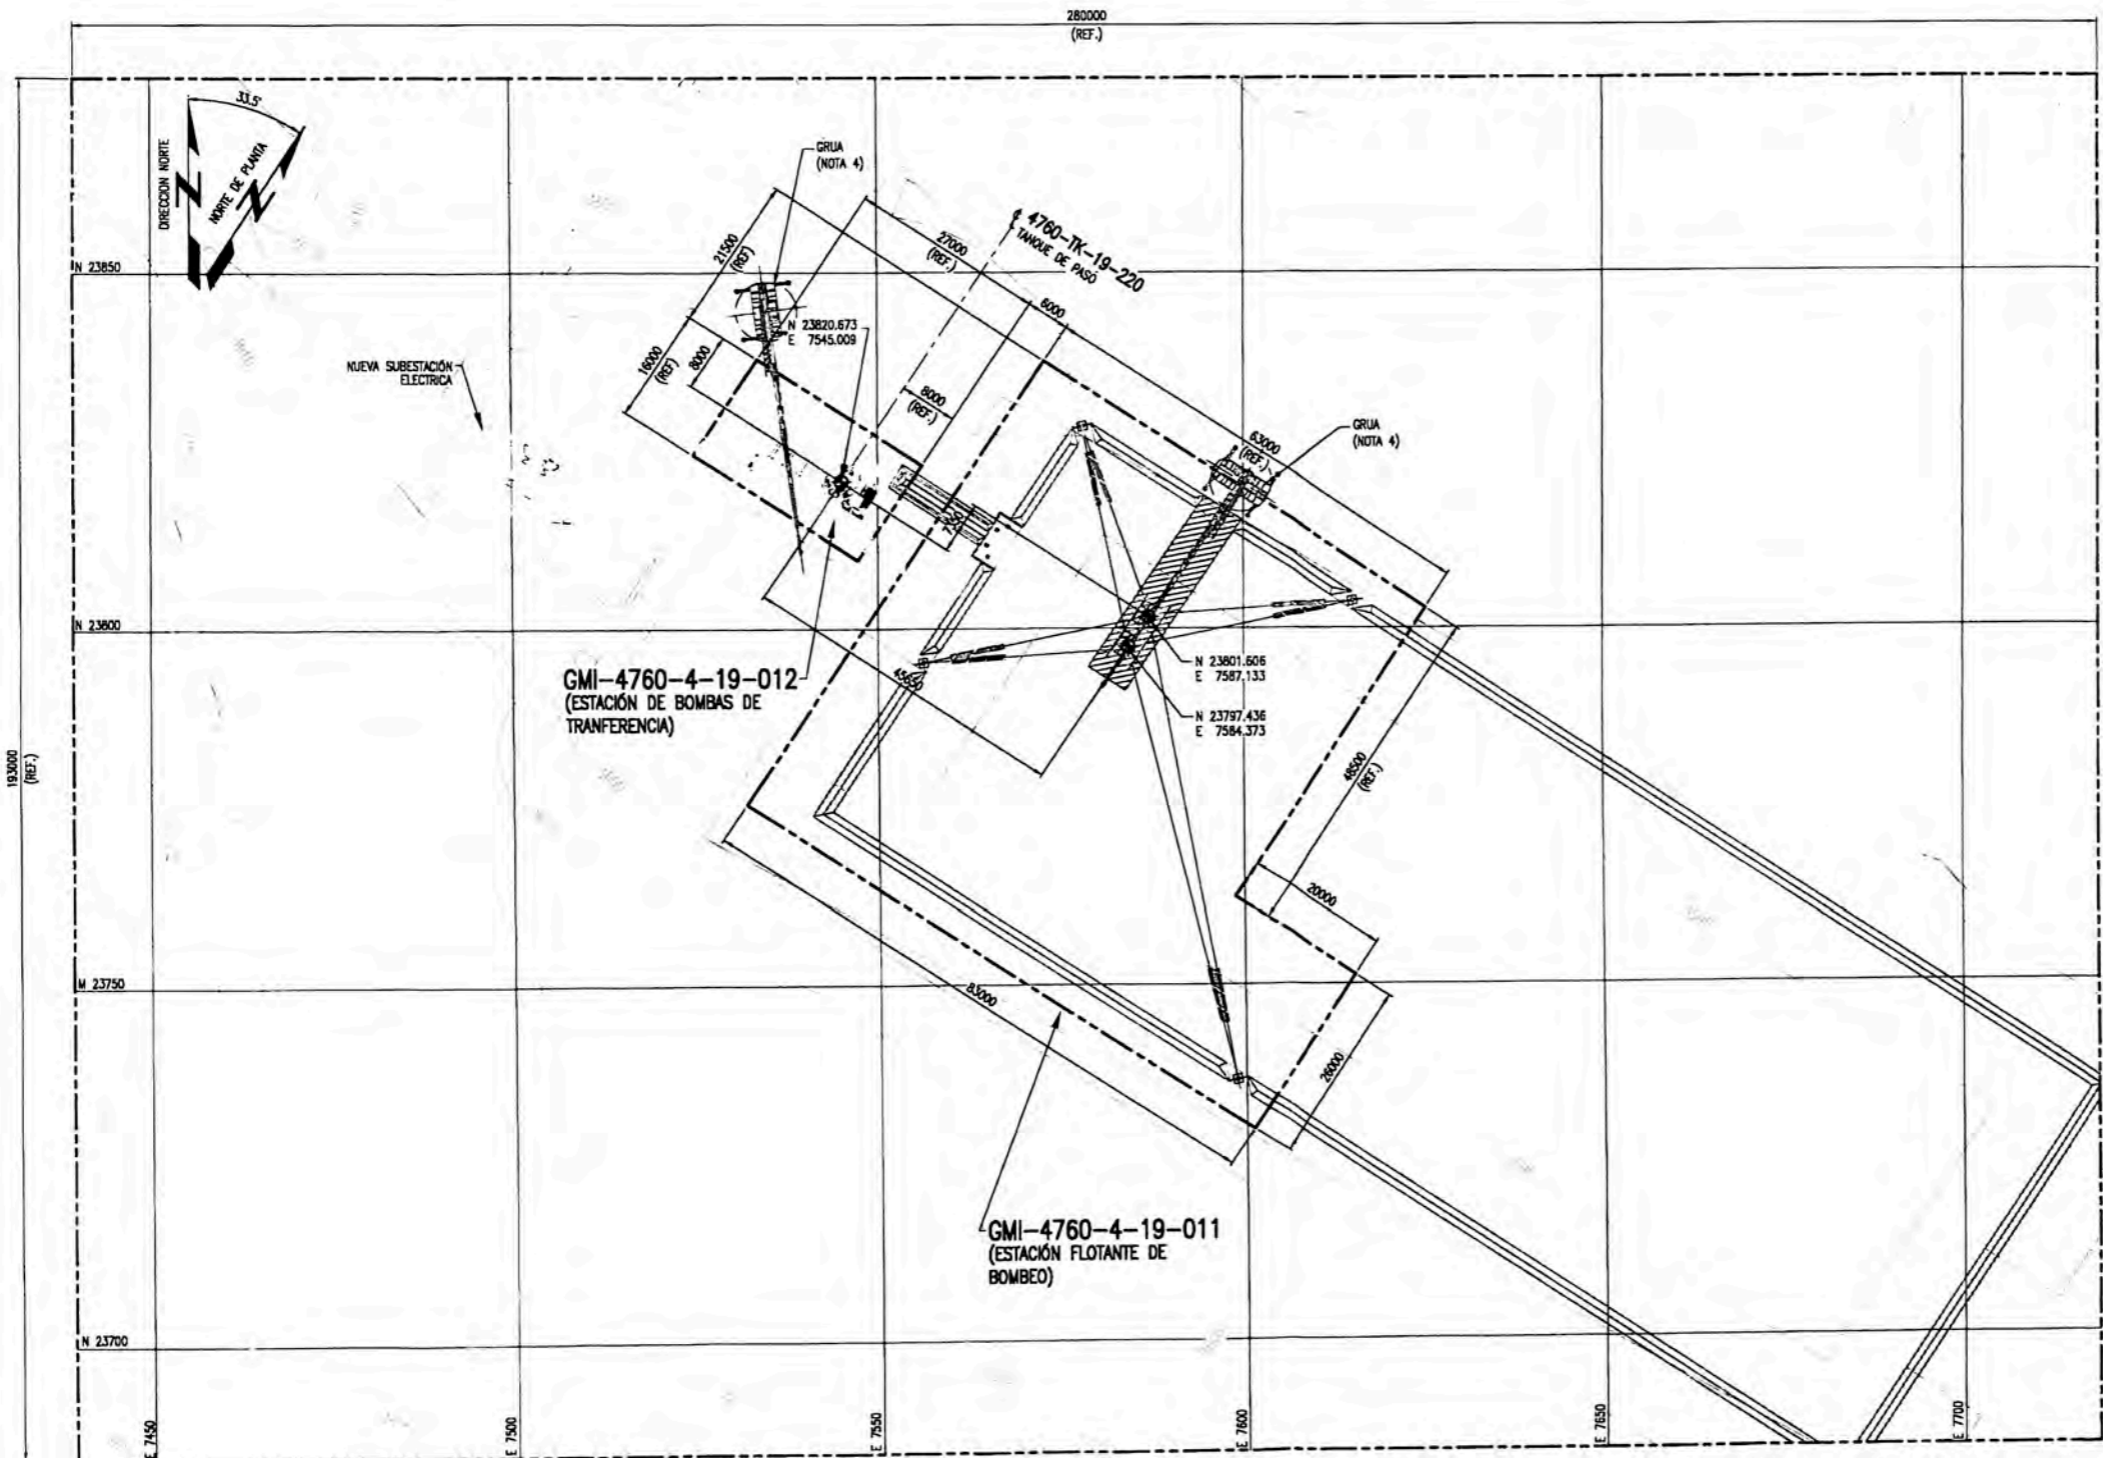 280000
(REF.)
33.5°
DIRECCION NORTE
NORTE DE PLANTA
N
N
GRUA
(NOTA 4)
21500
(REF)
27000
(REF.)
₵ 4760-TK-19-220
TANQUE DE PASO
N 23850
6000
N 23820.673
E 7545.009
16000
(REF)
8000
NUEVA SUBESTACIÓN
ELECTRICA
8000
(REF.)
63000
(REF.)
GRUA
(NOTA 4)
N 23800
N 23801.606
E 7587.133
45650
GMI-4760-4-19-012
(ESTACIÓN DE BOMBAS DE
TRANFERENCIA)
N 23797.436
E 7584.373
193000
(REF.)
48500
(REF.)
20000
M 23750
83000
26000
GMI-4760-4-19-011
(ESTACIÓN FLOTANTE DE
BOMBEO)
N 23700
E 7450
E 7500
E 7550
E 7600
E 7650
E 7700